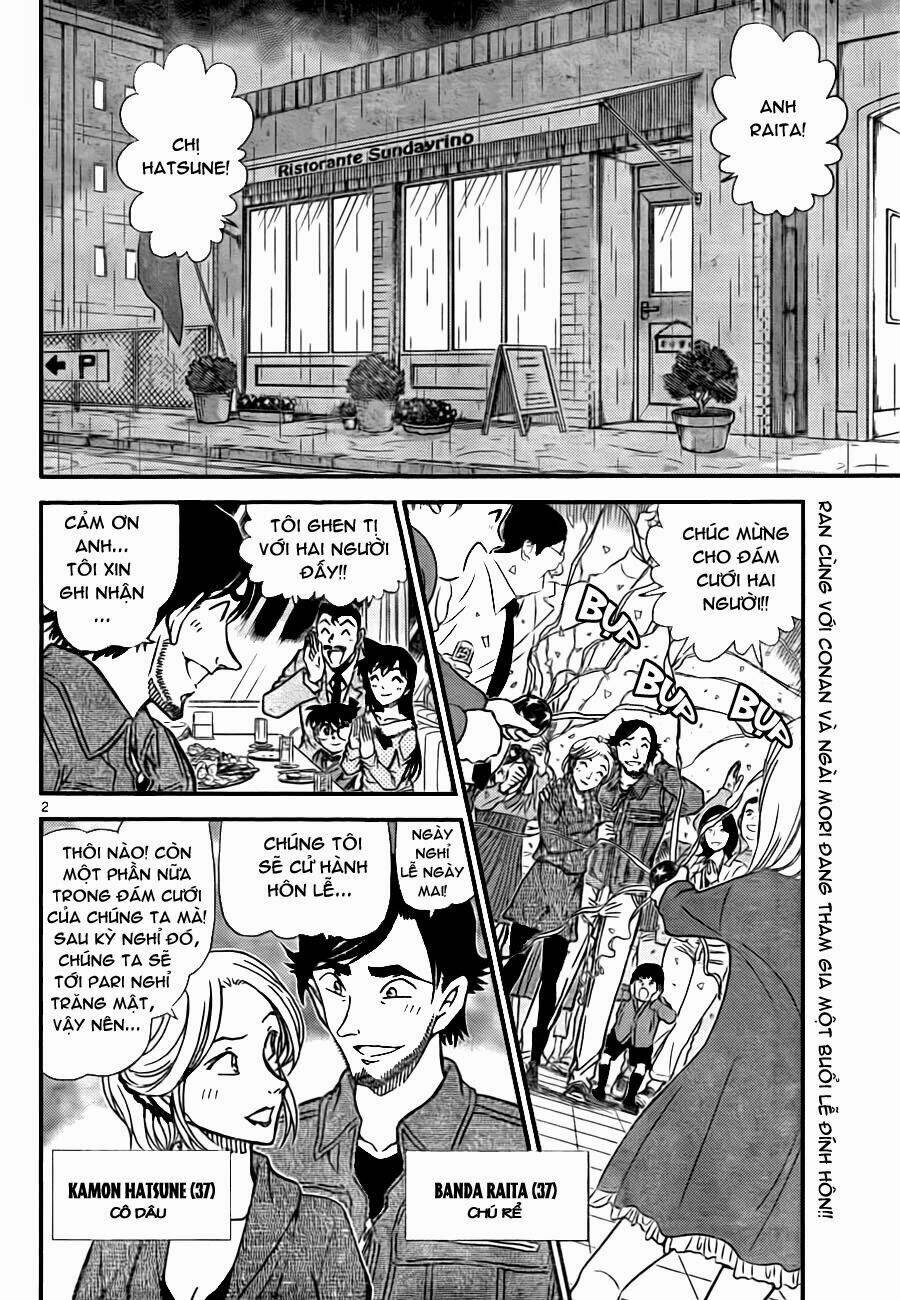 ANH
RAITA!
CHỊ
HATSUNE!
Ristorante Sundayrino
P
CHÚC MỪNG
CHO ĐÁM
CƯỚI HAI
NGƯỜI!!
BỤP
BỤP
BỤP
TÔI GHEN TỊ
VỚI HAI NGƯỜI
ĐẤY!!
CẢM ƠN
ANH...
TÔI XIN
GHI NHẬN
...
RAN CÙNG VỚI CONAN VÀ NGÀI MORI ĐANG THAM GIA MỘT BUỔI LỄ ĐÍNH HÔN!!!
2
NGÀY
NGHỈ
LỄ NGÀY
MAI!
CHÚNG TÔI
SẼ CỬ HÀNH
HÔN LỄ...
THÔI NÀO! CÒN
MỘT PHẦN NỮA
TRONG ĐÁM CƯỚI
CỦA CHÚNG TA MÀ!
SAU KỲ NGHỈ ĐÓ,
CHÚNG TA SẼ
TỚI PARI NGHỈ
TRĂNG MẬT,
VẬY NÊN...
BANDA RAITA (37)
CHÚ RỂ
KAMON HATSUNE (37)
CÔ DÂU